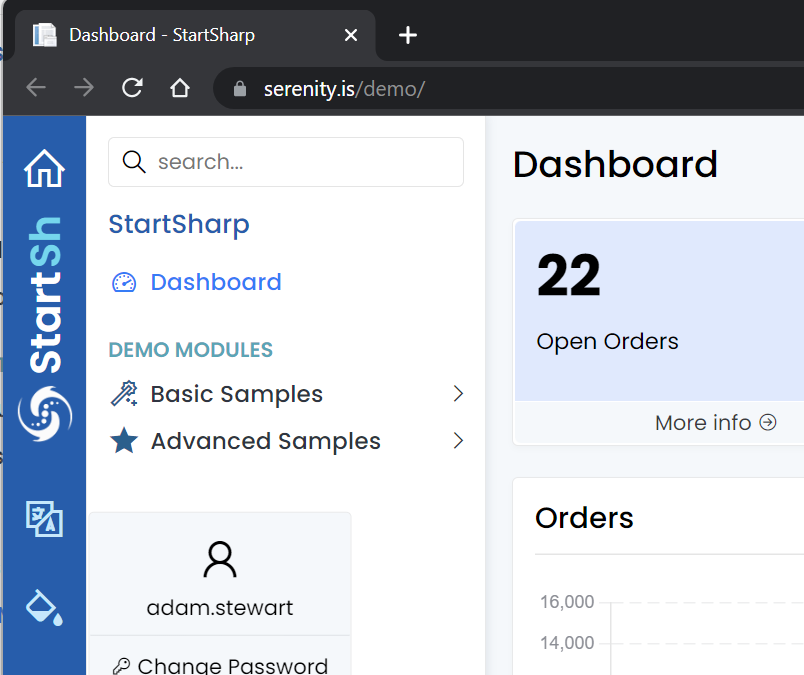 Dashboard - StartSharp
serenity.is/demo/
StartSh
search...
StartSharp
Dashboard
DEMO MODULES
Basic Samples
Advanced Samples
adam.stewart
Change Password
Dashboard
22
Open Orders
More info
Orders
16,000
14,000